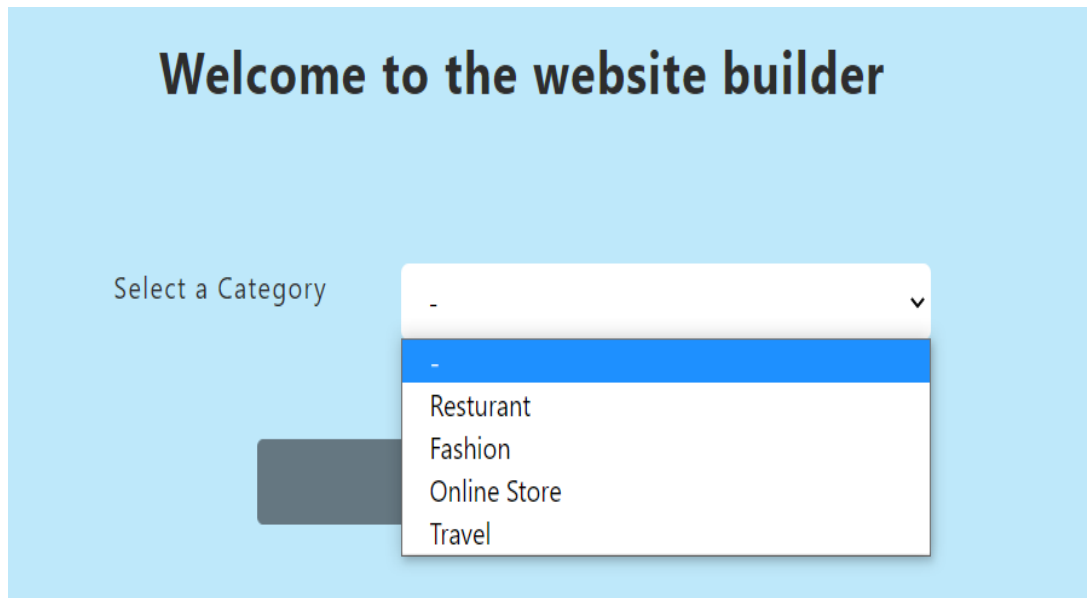 Welcome to the website builder
Select a Category
-
-
Resturant
Fashion
Online Store
Travel